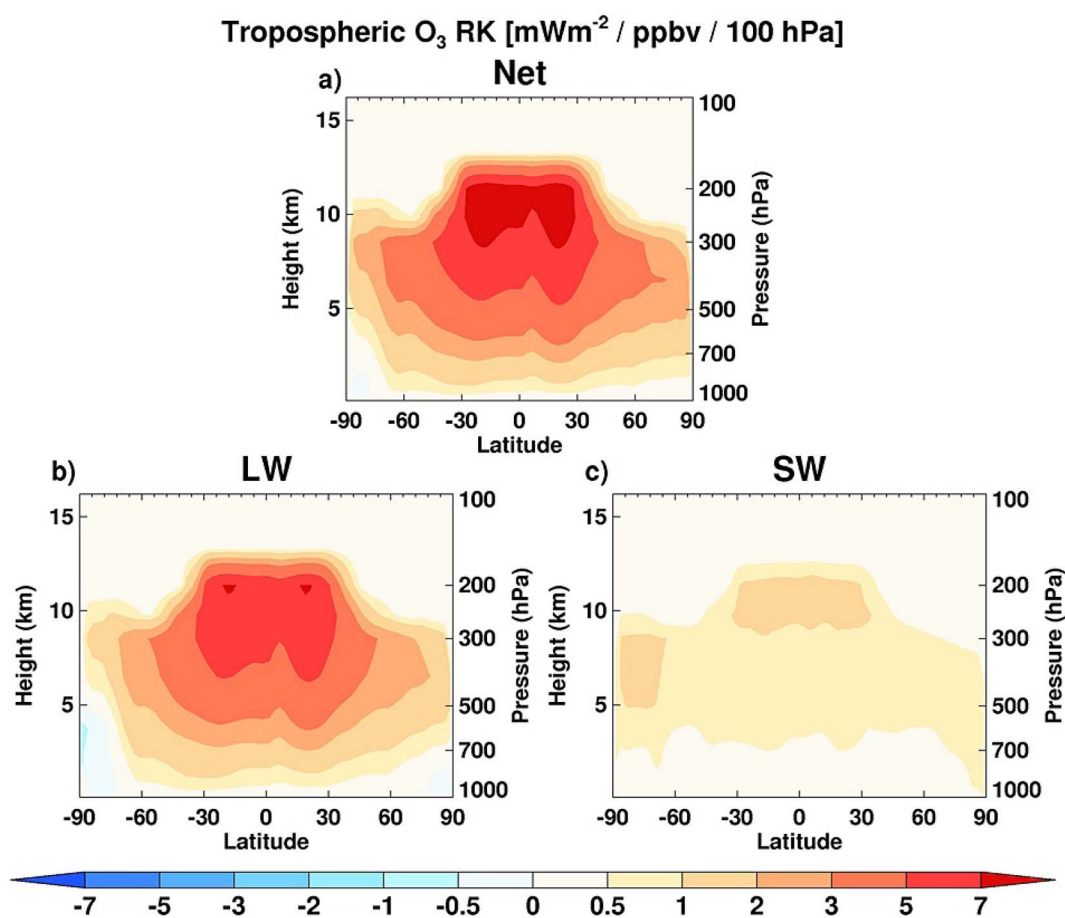 Tropospheric O₃ RK [mWm⁻² / ppbv / 100 hPa]
a) Net
Height (km)
15
10
5
100
200
300
500
700
1000
Pressure (hPa)
-90 -60 -30 0 30 60 90
Latitude
b) LW
Height (km)
15
10
5
100
200
300
500
700
1000
Pressure (hPa)
-90 -60 -30 0 30 60 90
Latitude
c) SW
Height (km)
15
10
5
100
200
300
500
700
1000
Pressure (hPa)
-90 -60 -30 0 30 60 90
Latitude
-7 -5 -3 -2 -1 -0.5 0 0.5 1 2 3 5 7